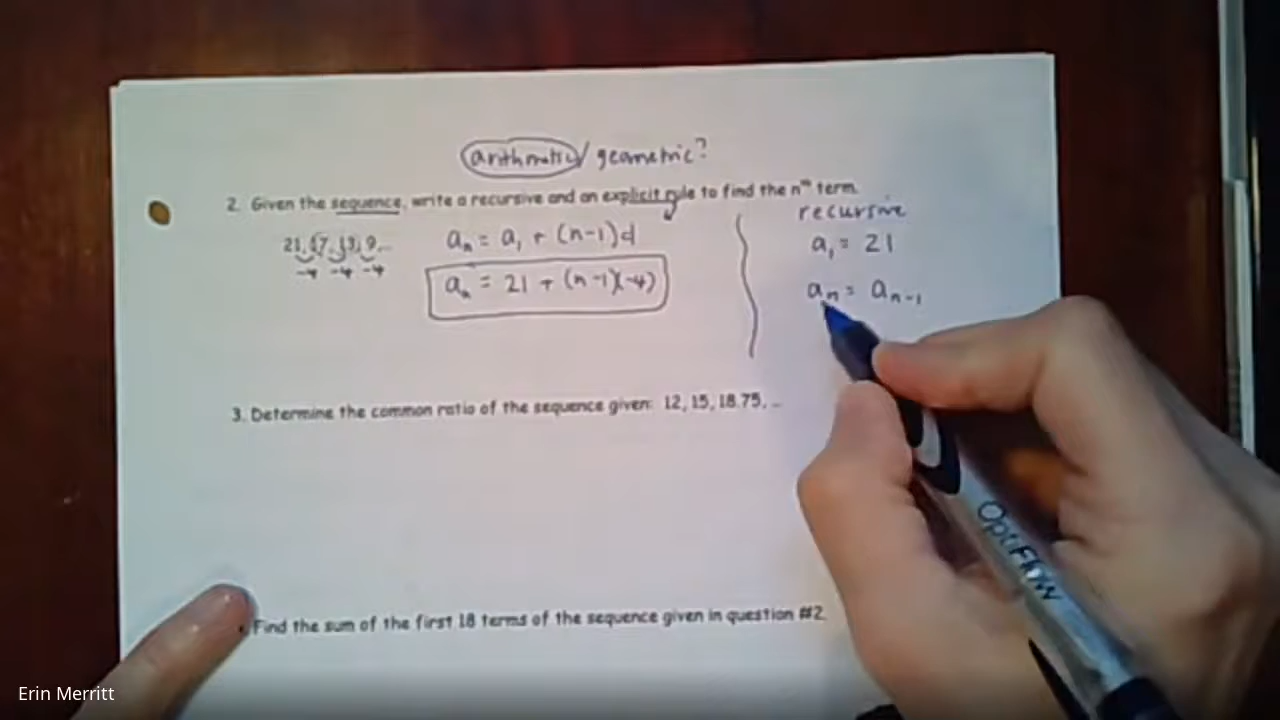 arithmetic/ geometric?
2. Given the sequence, write a recursive and an explicit rule to find the nth term.
21, 17, 13, 9, ...
-4 -4 -4
aₙ = a₁ + (n-1)d
aₙ = 21 + (n-1)(-4)
recursive
a₁ = 21
aₙ = aₙ₋₁
3. Determine the common ratio of the sequence given: 12, 15, 18.75, ...
Find the sum of the first 18 terms of the sequence given in question #2.
OptiFlow
Erin Merritt